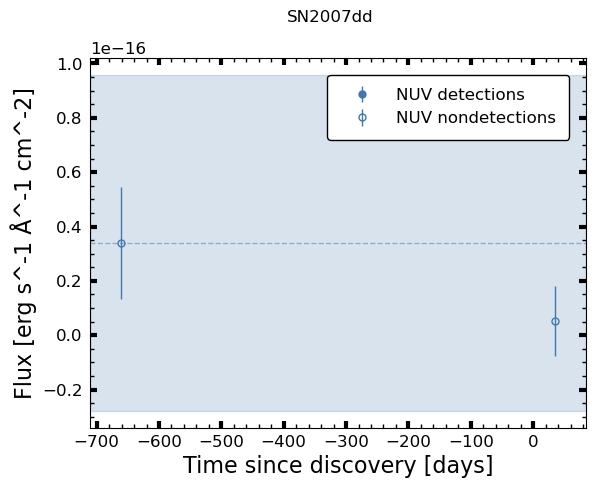 SN2007dd
1e−16
NUV detections
NUV nondetections
1.0
0.8
0.6
0.4
0.2
0.0
−0.2
Flux [erg s^-1 Å^-1 cm^-2]
−700 −600 −500 −400 −300 −200 −100 0
Time since discovery [days]